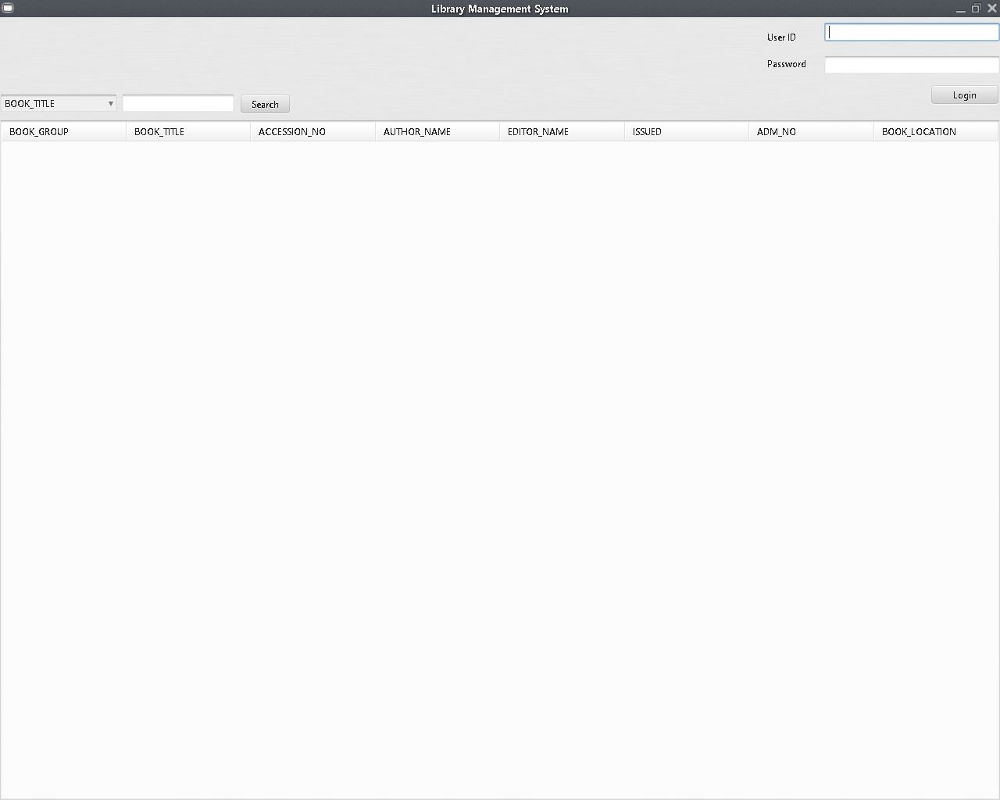 Library Management System
User ID
Password
Login
BOOK_TITLE Search
BOOK_GROUP BOOK_TITLE ACCESSION_NO AUTHOR_NAME EDITOR_NAME ISSUED ADM_NO BOOK_LOCATION